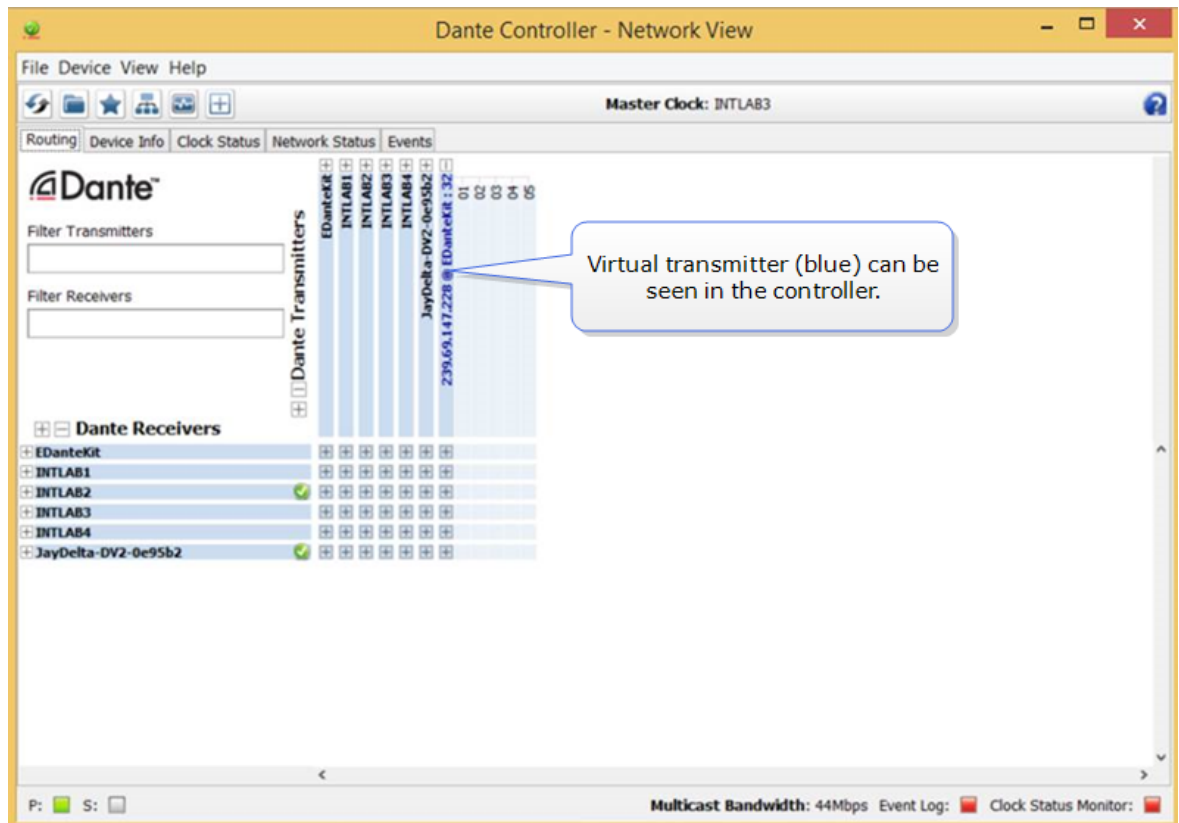 Dante Controller - Network View
File Device View Help
Master Clock: INTLAB3
Routing Device Info Clock Status Network Status Events
Dante™
Filter Transmitters
Filter Receivers
Dante Transmitters
EDanteKit
INTLAB1
INTLAB2
INTLAB3
INTLAB4
JayDelta-DV2-0e95b2
239.69.147.228 @ EDanteKit : 32
01
02
03
04
05
Virtual transmitter (blue) can be
seen in the controller.
Dante Receivers
EDanteKit
INTLAB1
INTLAB2
INTLAB3
INTLAB4
JayDelta-DV2-0e95b2
P: S: Multicast Bandwidth: 44Mbps Event Log: Clock Status Monitor: